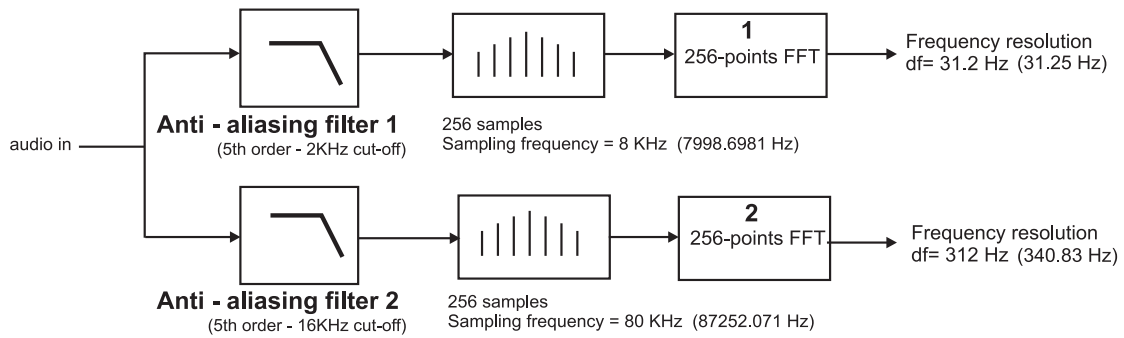 1
256-points FFT
Frequency resolution
df= 31.2 Hz (31.25 Hz)
audio in
Anti - aliasing filter 1
(5th order - 2KHz cut-off)
256 samples
Sampling frequency = 8 KHz (7998.6981 Hz)
2
256-points FFT
Frequency resolution
df= 312 Hz (340.83 Hz)
Anti - aliasing filter 2
(5th order - 16KHz cut-off)
256 samples
Sampling frequency = 80 KHz (87252.071 Hz)